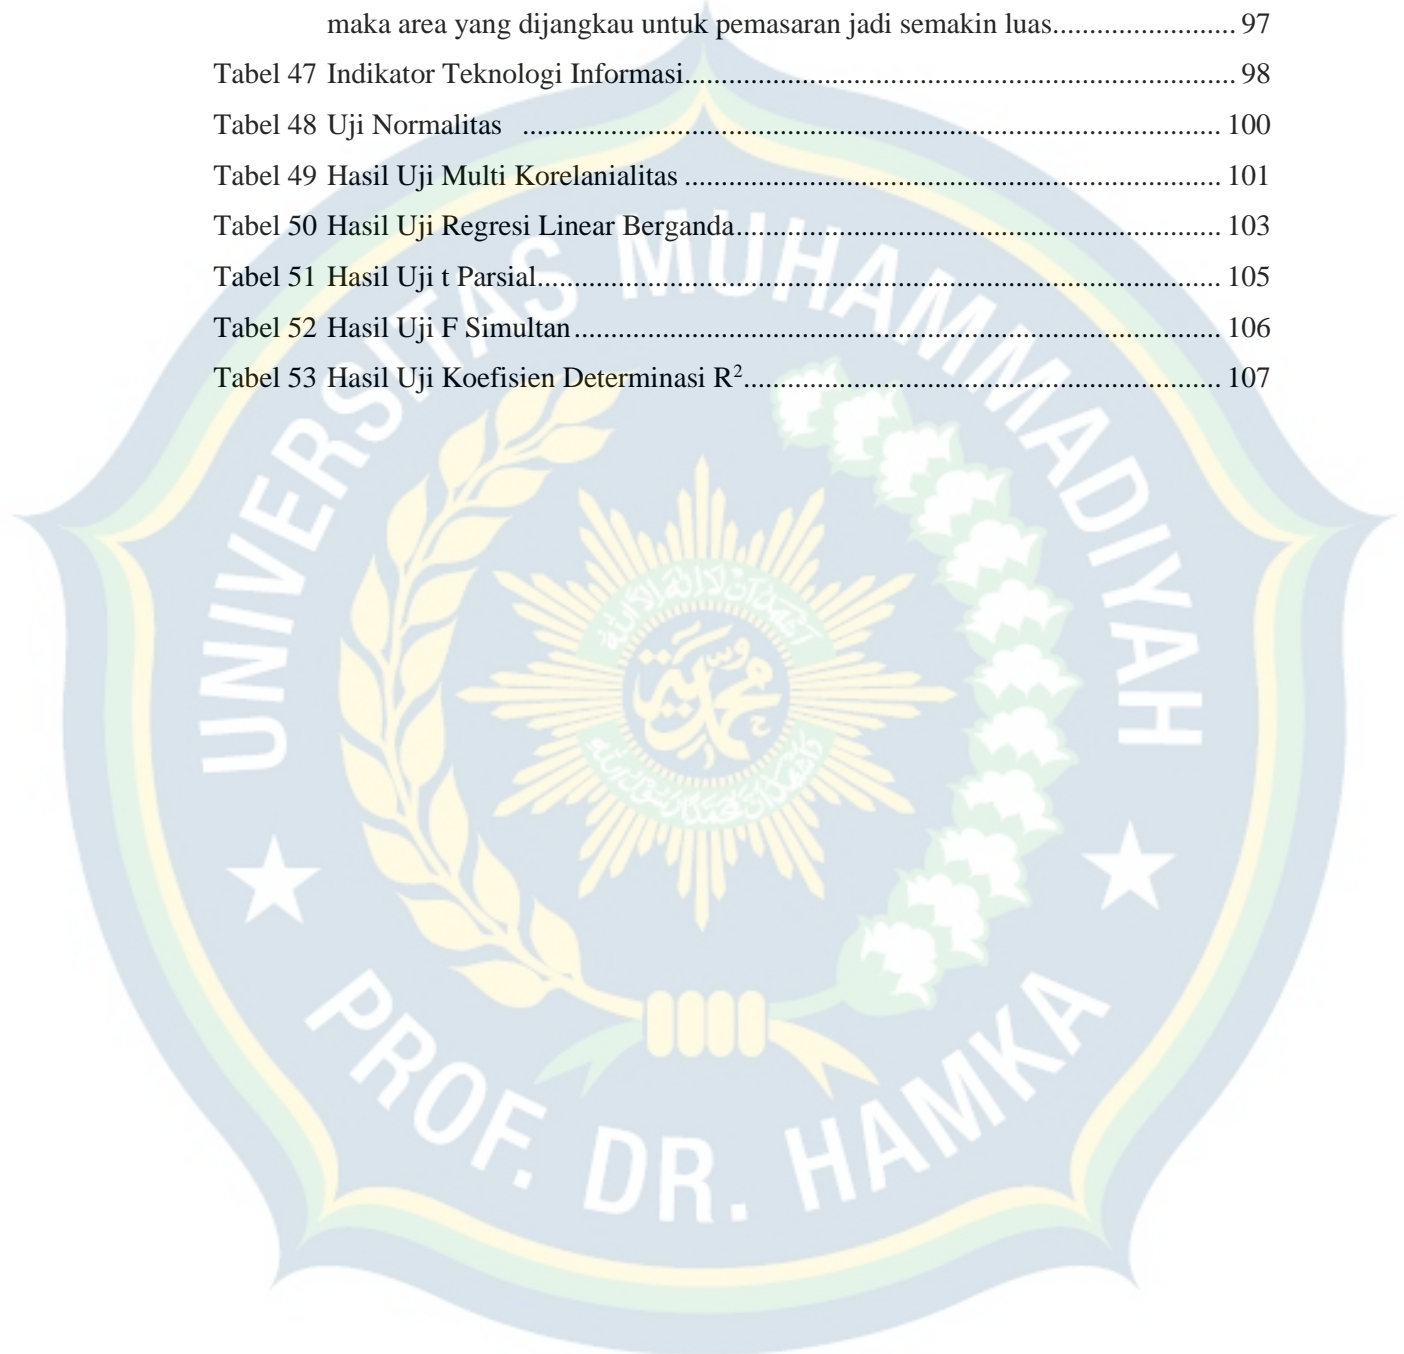 maka area yang dijangkau untuk pemasaran jadi semakin luas......................... 97
Tabel 47 Indikator Teknologi Informasi........................................................................... 98
Tabel 48 Uji Normalitas ................................................................................................ 100
Tabel 49 Hasil Uji Multi Korelanialitas ......................................................................... 101
Tabel 50 Hasil Uji Regresi Linear Berganda.................................................................. 103
Tabel 51 Hasil Uji t Parsial............................................................................................. 105
Tabel 52 Hasil Uji F Simultan........................................................................................ 106
Tabel 53 Hasil Uji Koefisien Determinasi R²................................................................. 107
UNIVERSITAS MUHAMMADIYAH
محمدية
PROF. DR. HAMKA